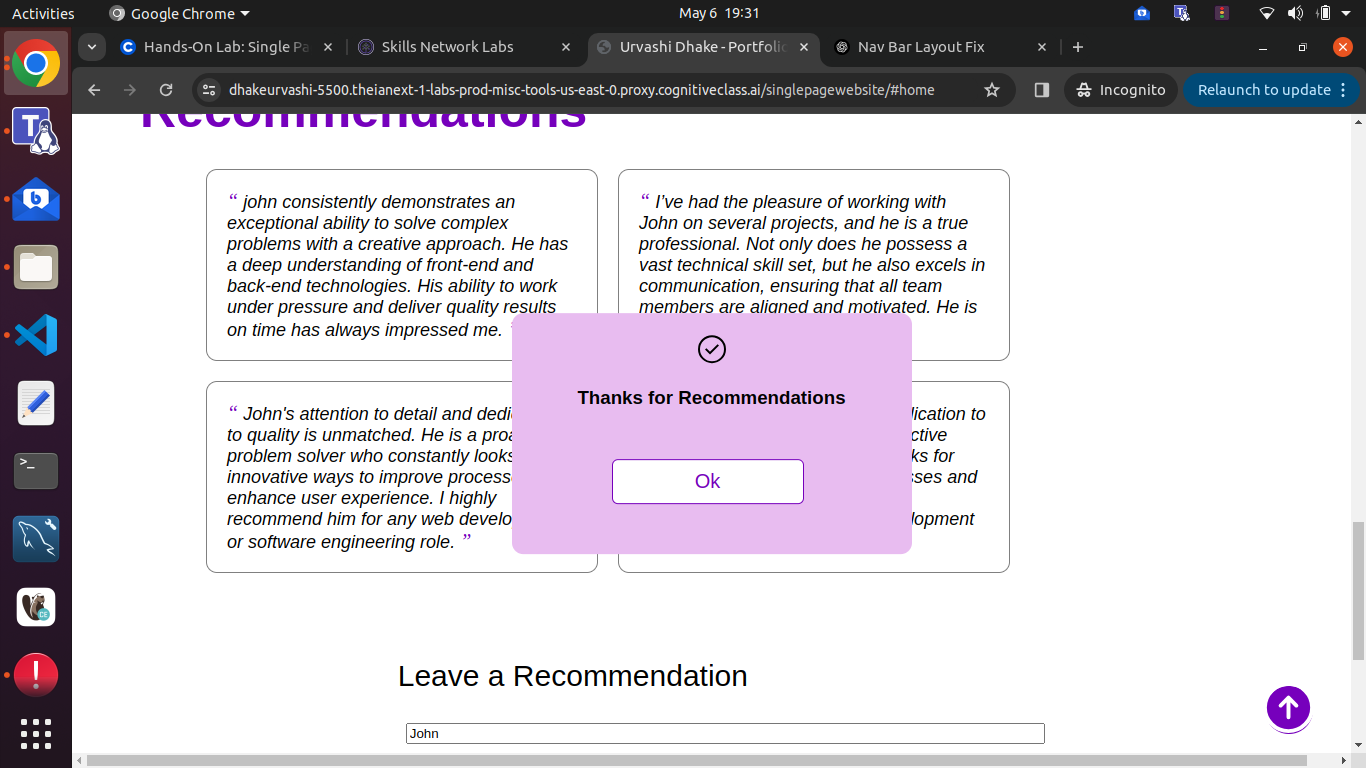 Activities
Google Chrome
May 6 19:31
Hands-On Lab: Single Pa
Skills Network Labs
Urvashi Dhake - Portfolio
Nav Bar Layout Fix
dhakeurvashi-5500.theianext-1-labs-prod-misc-tools-us-east-0.proxy.cognitiveclass.ai/singlepagewebsite/#home
Incognito
Relaunch to update
Recommendations
“ john consistently demonstrates an
exceptional ability to solve complex
problems with a creative approach. He has
a deep understanding of front-end and
back-end technologies. His ability to work
under pressure and deliver quality results
on time has always impressed me.
“ I’ve had the pleasure of working with
John on several projects, and he is a true
professional. Not only does he possess a
vast technical skill set, but he also excels in
communication, ensuring that all team
members are aligned and motivated. He is
“ John's attention to detail and dedi
to quality is unmatched. He is a proa
problem solver who constantly looks
innovative ways to improve process
enhance user experience. I highly
recommend him for any web develo
or software engineering role. ”
lication to
ctive
ks for
sses and
lopment
Thanks for Recommendations
Ok
Leave a Recommendation
John